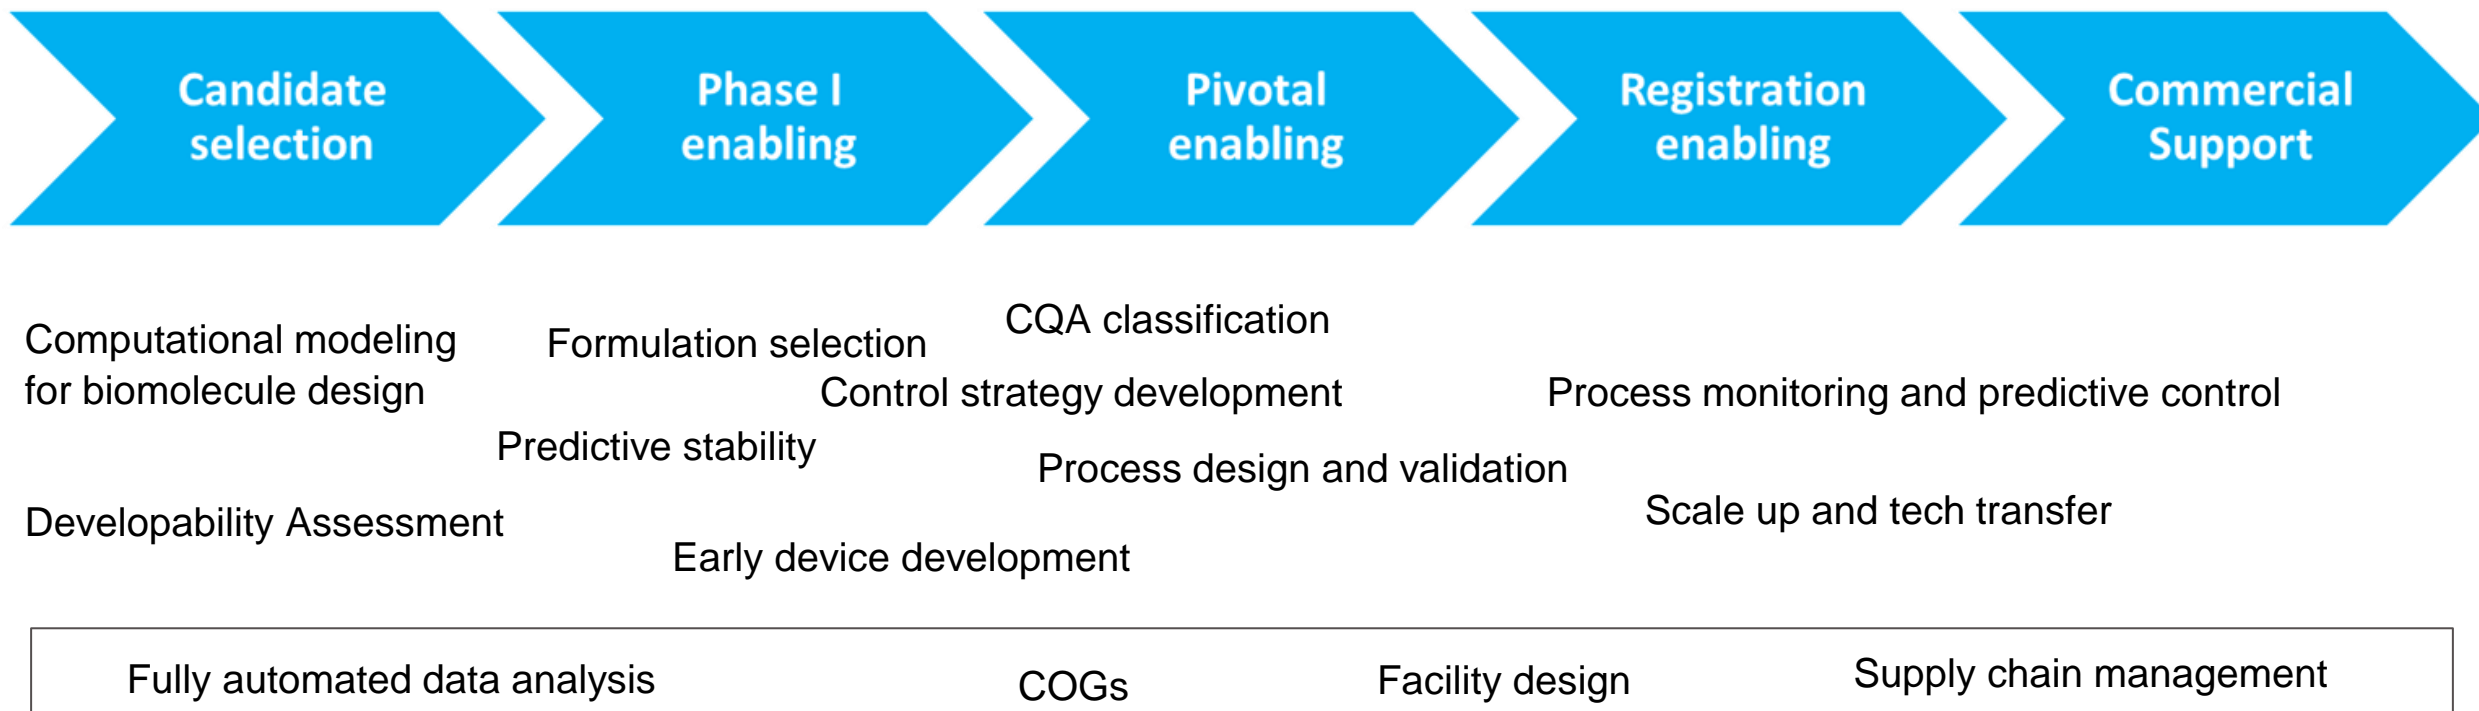 Candidate
selection
Phase I
enabling
Pivotal
enabling
Registration
enabling
Commercial
Support
Computational modeling
for biomolecule design
Formulation selection
CQA classification
Control strategy development
Process monitoring and predictive control
Predictive stability
Process design and validation
Developability Assessment
Scale up and tech transfer
Early device development
Fully automated data analysis
COGs
Facility design
Supply chain management